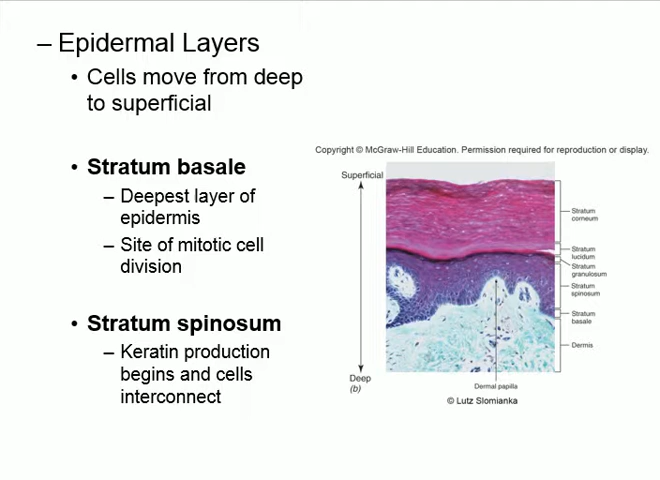 – Epidermal Layers
• Cells move from deep
to superficial
• Stratum basale
– Deepest layer of
epidermis
– Site of mitotic cell
division
• Stratum spinosum
– Keratin production
begins and cells
interconnect
Copyright © McGraw-Hill Education. Permission required for reproduction or display.
Superficial
Stratum
corneum
Stratum
lucidum
Stratum
granulosum
Stratum
spinosum
Stratum
basale
Dermis
Deep
(b)
Dermal papilla
© Lutz Slomianka